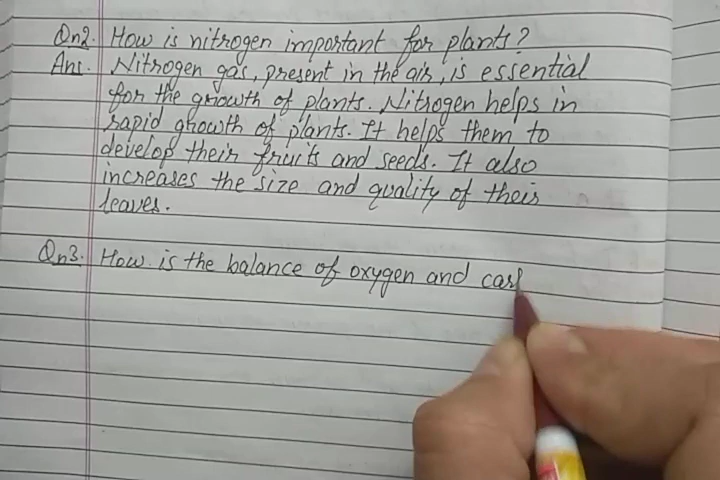 Qn2. How is nitrogen important for plants?
Ans. Nitrogen gas, present in the air, is essential
for the growth of plants. Nitrogen helps in
rapid growth of plants. It helps them to
develop their fruits and seeds. It also
increases the size and quality of their
leaves.
Qn3. How is the balance of oxygen and car